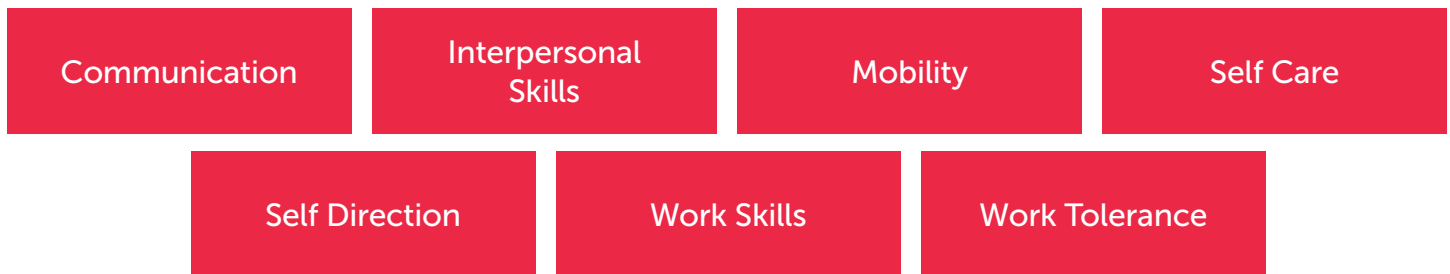 Communication
Interpersonal
Skills
Mobility
Self Care
Self Direction
Work Skills
Work Tolerance